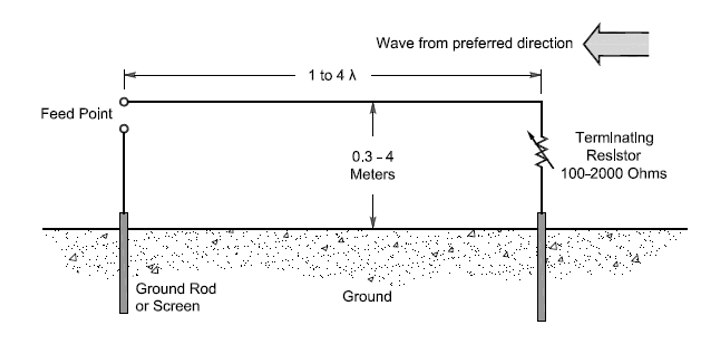 Wave from preferred direction
1 to 4 λ
Feed Point
0.3 - 4
Meters
Terminating
Resistor
100-2000 Ohms
Ground Rod
or Screen
Ground